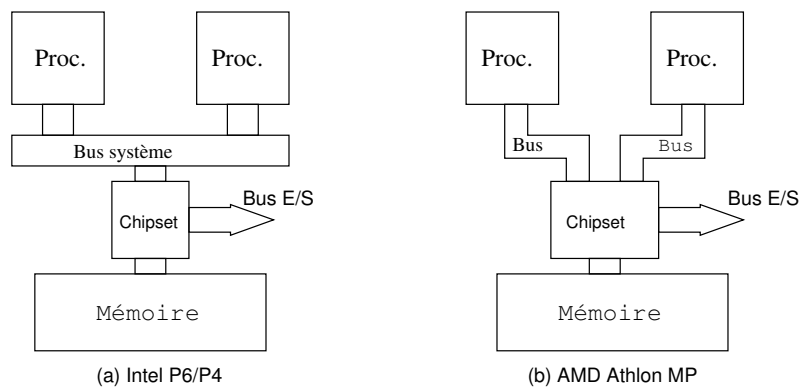 Proc.
Proc.
Bus système
Chipset
Bus E/S
Mémoire
(a) Intel P6/P4
Proc.
Proc.
Bus
Bus
Chipset
Bus E/S
Mémoire
(b) AMD Athlon MP